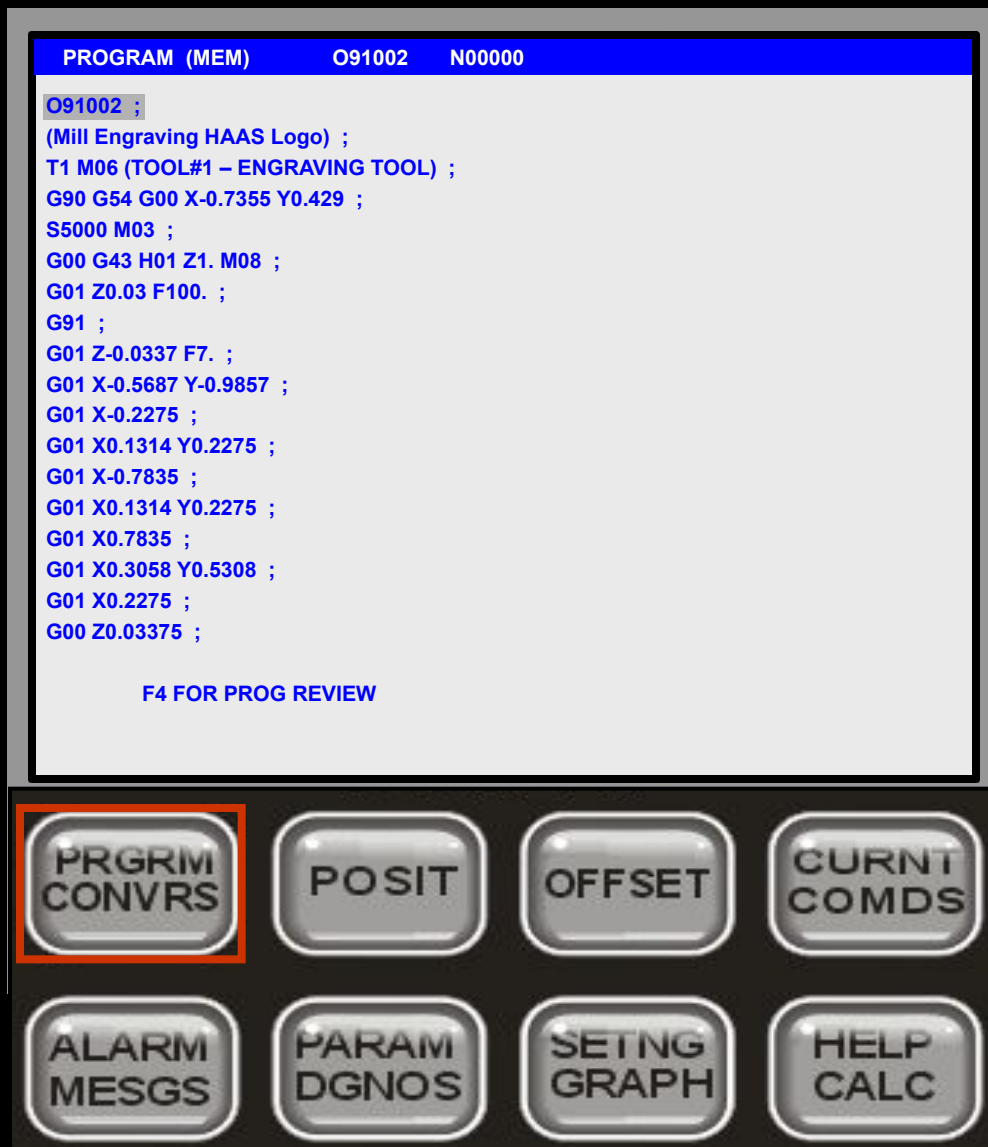 PROGRAM (MEM) O91002 N00000
O91002 ;
(Mill Engraving HAAS Logo) ;
T1 M06 (TOOL#1 – ENGRAVING TOOL) ;
G90 G54 G00 X-0.7355 Y0.429 ;
S5000 M03 ;
G00 G43 H01 Z1. M08 ;
G01 Z0.03 F100. ;
G91 ;
G01 Z-0.0337 F7. ;
G01 X-0.5687 Y-0.9857 ;
G01 X-0.2275 ;
G01 X0.1314 Y0.2275 ;
G01 X-0.7835 ;
G01 X0.1314 Y0.2275 ;
G01 X0.7835 ;
G01 X0.3058 Y0.5308 ;
G01 X0.2275 ;
G00 Z0.03375 ;
F4 FOR PROG REVIEW
PRGRM
CONVRS
POSIT
OFFSET
CURNT
COMDS
ALARM
MESGS
PARAM
DGNOS
SETNG
GRAPH
HELP
CALC